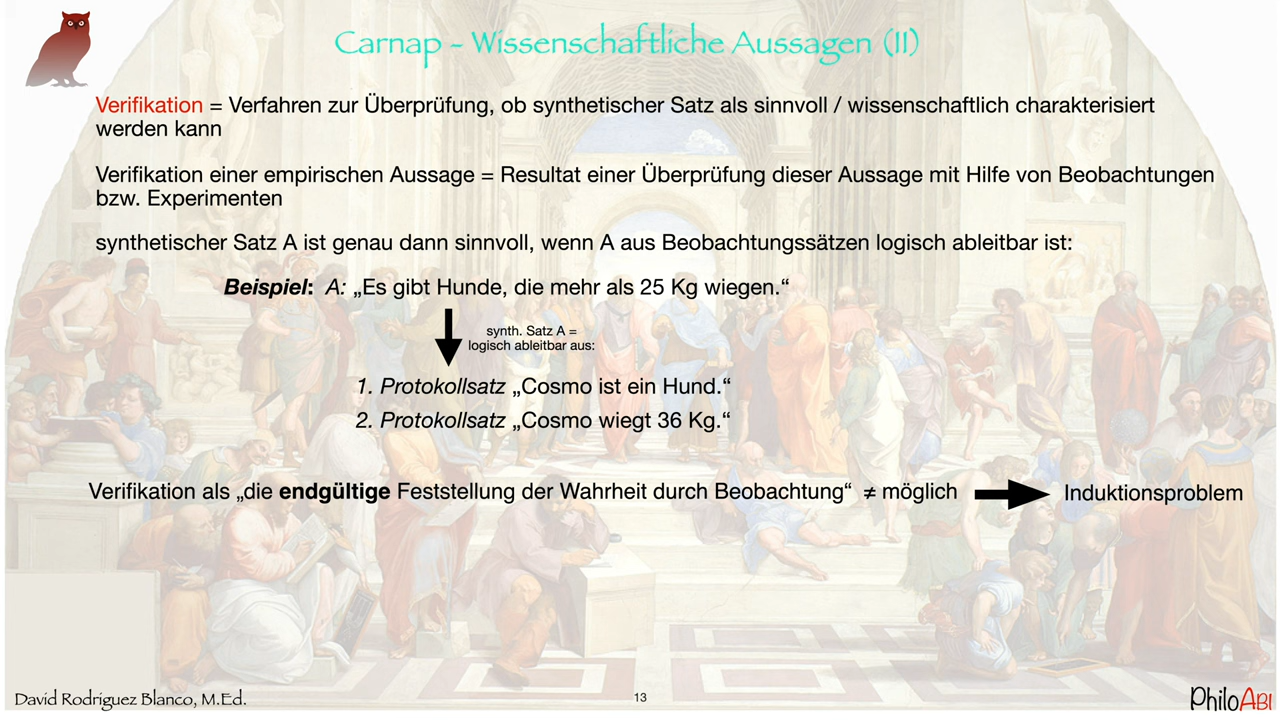 Carnap - Wissenschaftliche Aussagen (II)
Verifikation = Verfahren zur Überprüfung, ob synthetischer Satz als sinnvoll / wissenschaftlich charakterisiert
werden kann
Verifikation einer empirischen Aussage = Resultat einer Überprüfung dieser Aussage mit Hilfe von Beobachtungen
bzw. Experimenten
synthetischer Satz A ist genau dann sinnvoll, wenn A aus Beobachtungssätzen logisch ableitbar ist:
Beispiel: A: „Es gibt Hunde, die mehr als 25 Kg wiegen.“
synth. Satz A =
logisch ableitbar aus:
1. Protokollsatz „Cosmo ist ein Hund.“
2. Protokollsatz „Cosmo wiegt 36 Kg.“
Verifikation als „die endgültige Feststellung der Wahrheit durch Beobachtung“ ≠ möglich
Induktionsproblem
David Rodríguez Blanco, M.Ed.
13
PhiloABI